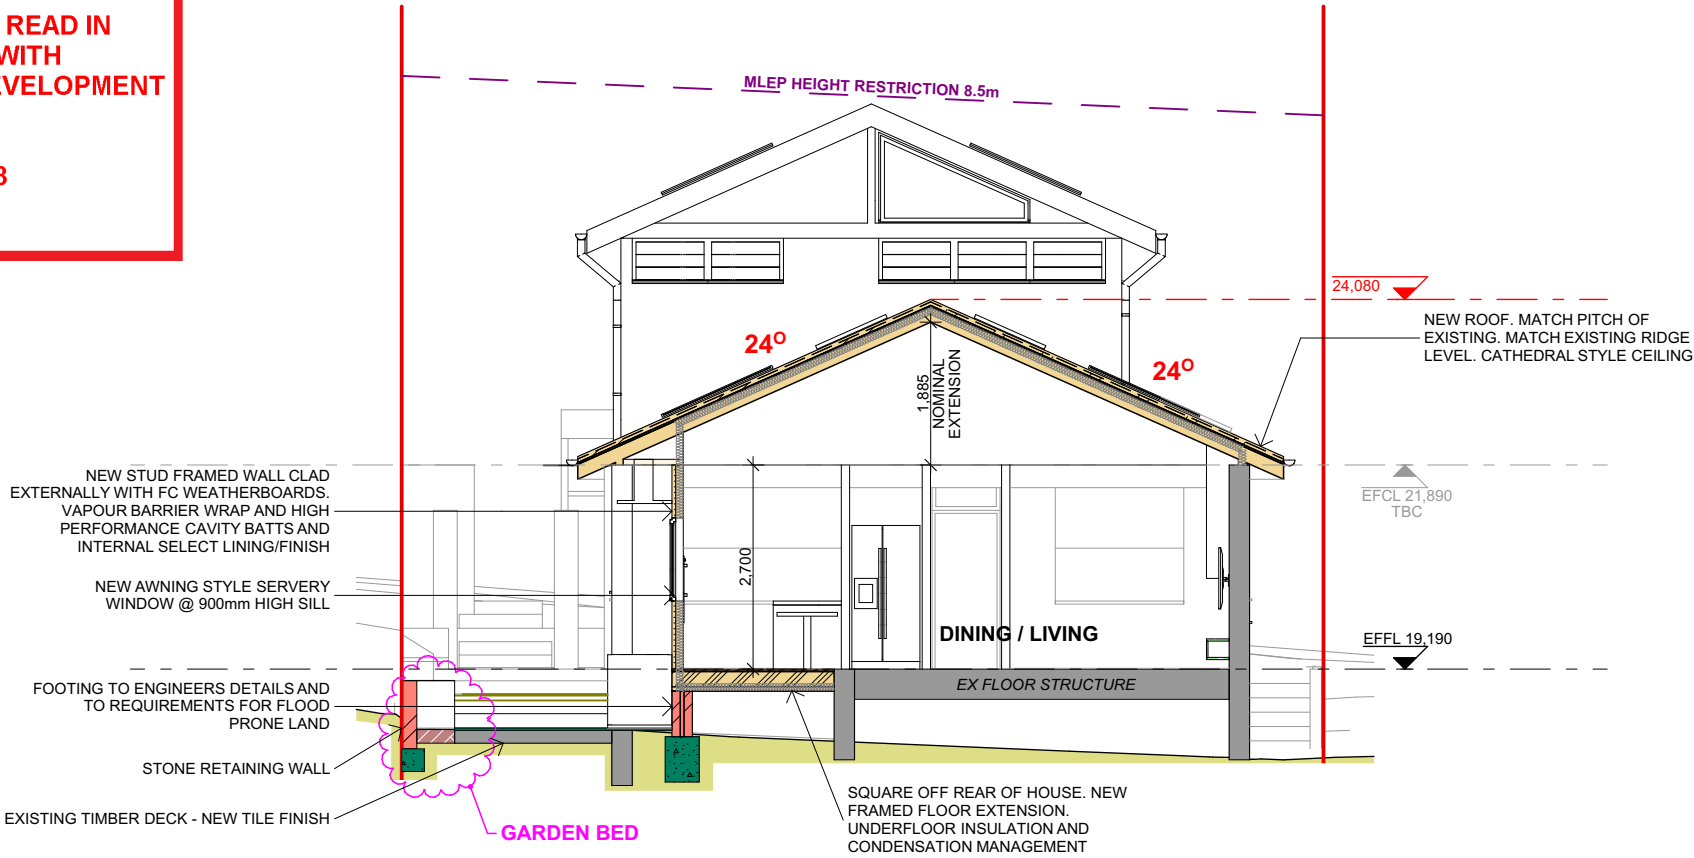 READ IN
WITH
EVELOPMENT
3
MLEP HEIGHT RESTRICTION 8.5m
24,080
NEW ROOF. MATCH PITCH OF
EXISTING. MATCH EXISTING RIDGE
LEVEL. CATHEDRAL STYLE CEILING
24O
24O
1,885
NOMINAL
EXTENSION
NEW STUD FRAMED WALL CLAD
EXTERNALLY WITH FC WEATHERBOARDS.
VAPOUR BARRIER WRAP AND HIGH
PERFORMANCE CAVITY BATTS AND
INTERNAL SELECT LINING/FINISH
EFCL 21,890
TBC
2,700
NEW AWNING STYLE SERVERY
WINDOW @ 900mm HIGH SILL
DINING / LIVING
EFFL 19,190
EX FLOOR STRUCTURE
FOOTING TO ENGINEERS DETAILS AND
TO REQUIREMENTS FOR FLOOD
PRONE LAND
STONE RETAINING WALL
EXISTING TIMBER DECK - NEW TILE FINISH
GARDEN BED
SQUARE OFF REAR OF HOUSE. NEW
FRAMED FLOOR EXTENSION.
UNDERFLOOR INSULATION AND
CONDENSATION MANAGEMENT